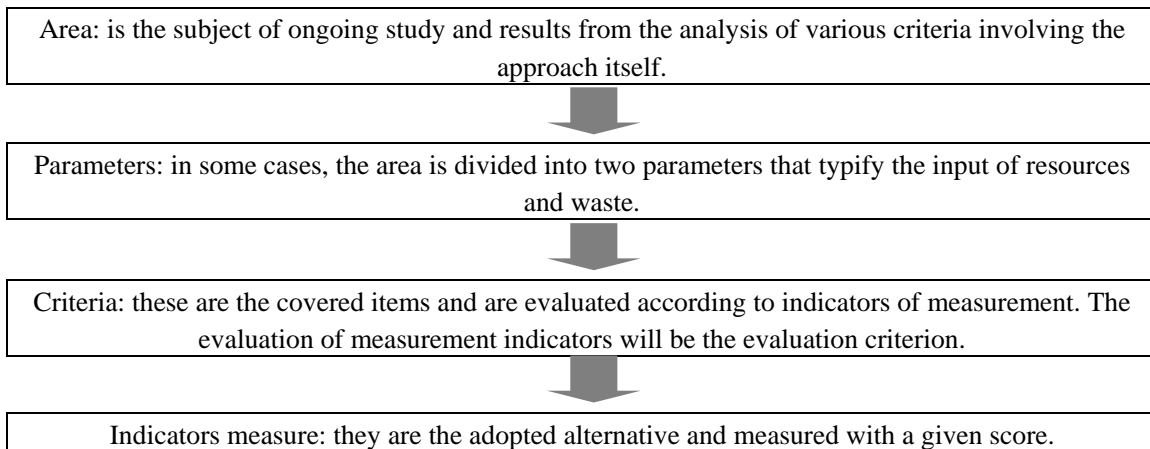 Area: is the subject of ongoing study and results from the analysis of various criteria involving the
approach itself.
Parameters: in some cases, the area is divided into two parameters that typify the input of resources
and waste.
Criteria: these are the covered items and are evaluated according to indicators of measurement. The
evaluation of measurement indicators will be the evaluation criterion.
Indicators measure: they are the adopted alternative and measured with a given score.